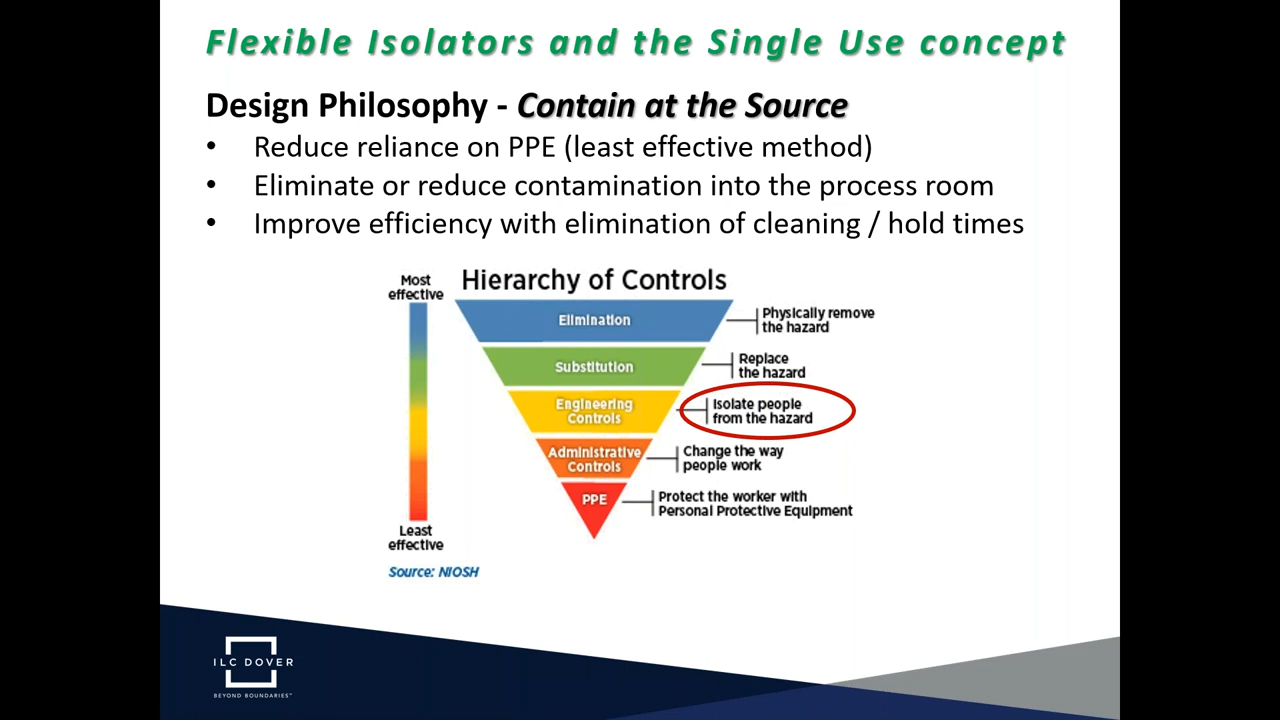 Flexible Isolators and the Single Use concept
Design Philosophy - Contain at the Source
• Reduce reliance on PPE (least effective method)
• Eliminate or reduce contamination into the process room
• Improve efficiency with elimination of cleaning / hold times
Hierarchy of Controls
Most
effective
Elimination
Physically remove
the hazard
Substitution
Replace
the hazard
Engineering
Controls
Isolate people
from the hazard
Administrative
Controls
Change the way
people work
PPE
Protect the worker with
Personal Protective Equipment
Least
effective
Source: NIOSH
ILC DOVER
BEYOND BOUNDARIES™